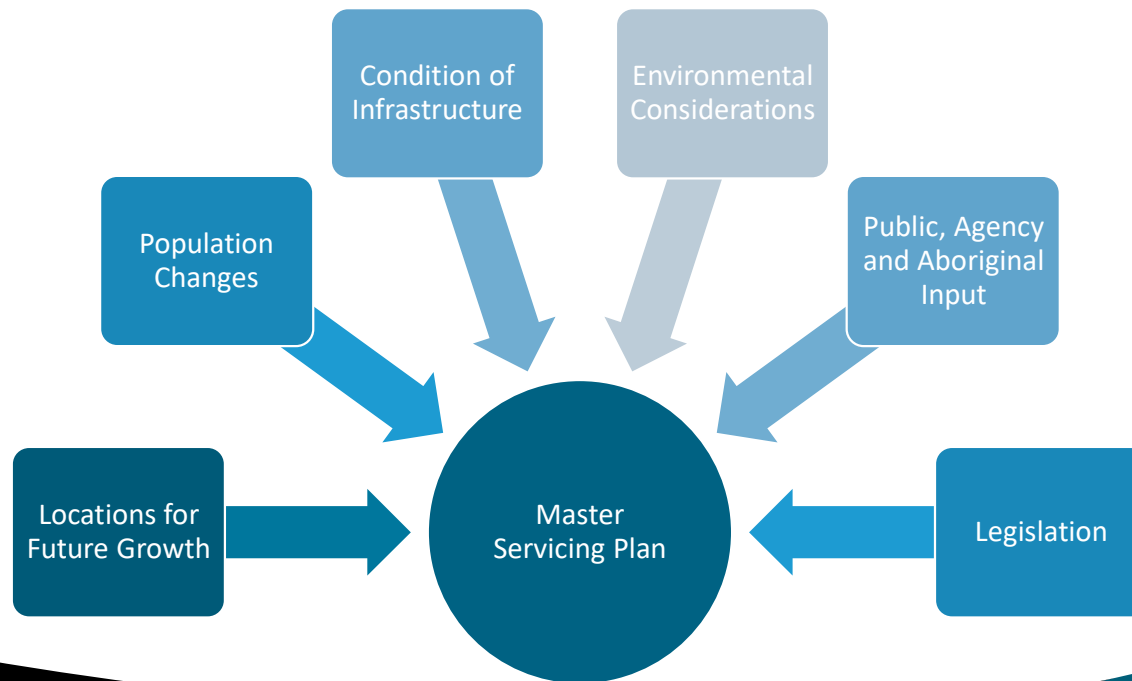 Condition of
Infrastructure
Environmental
Considerations
Population
Changes
Public, Agency
and Aboriginal
Input
Locations for
Future Growth
Master
Servicing Plan
Legislation